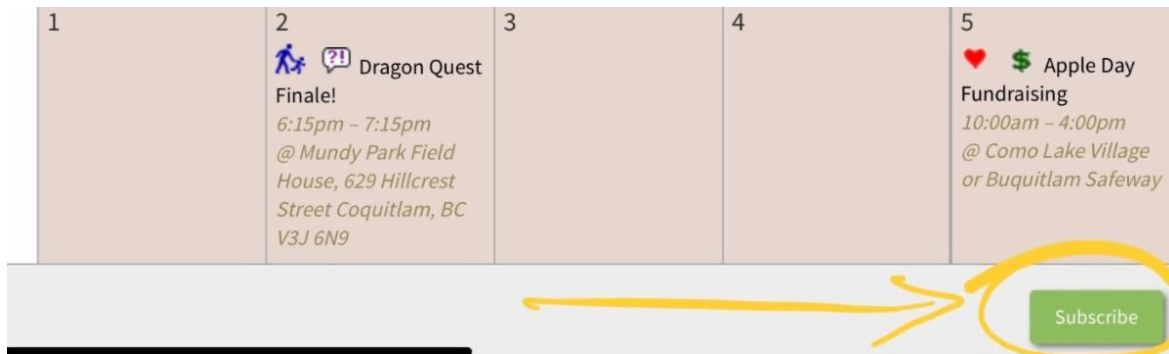 1
2
?! Dragon Quest
Finale!
6:15pm – 7:15pm
@ Mundy Park Field
House, 629 Hillcrest
Street Coquitlam, BC
V3J 6N9
3
4
5
$ Apple Day
Fundraising
10:00am – 4:00pm
@ Como Lake Village
or Buquitlam Safeway
Subscribe